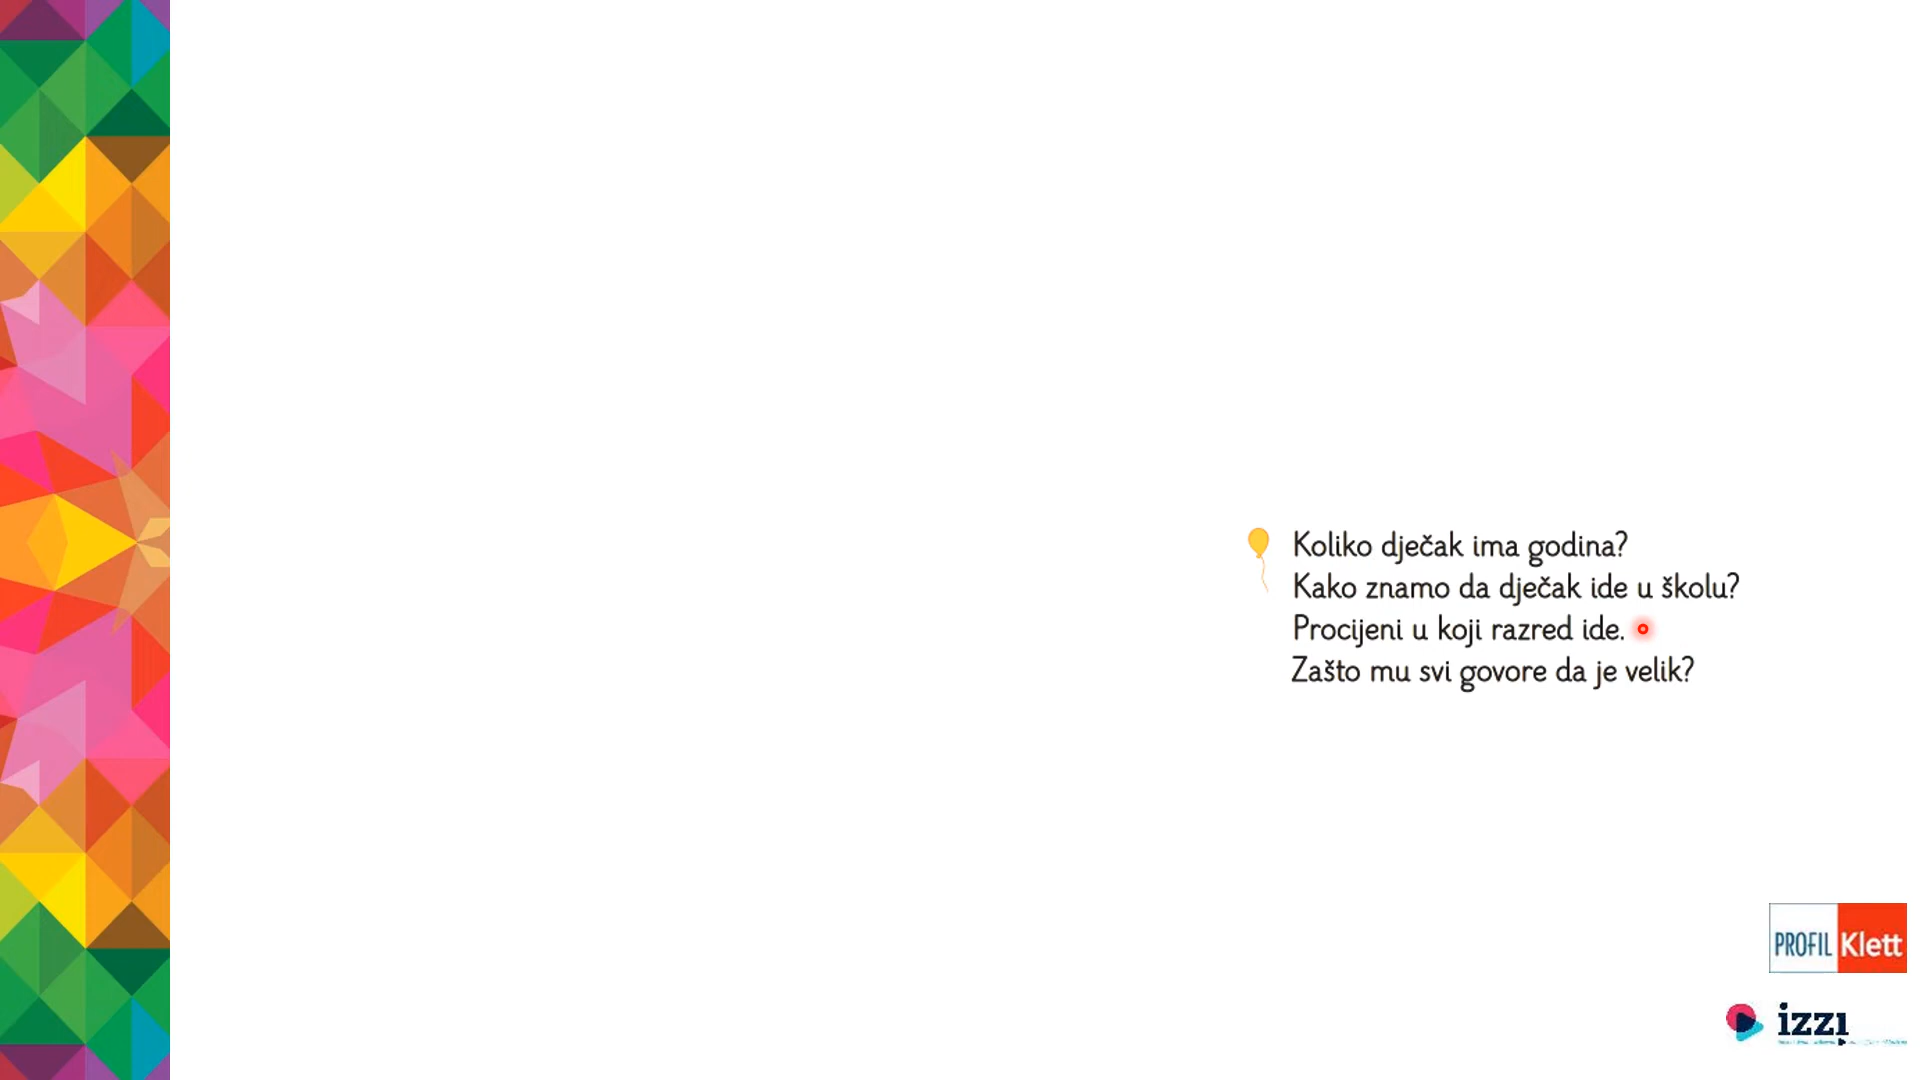 Koliko dječak ima godina?
Kako znamo da dječak ide u školu?
Procijeni u koji razred ide.
Zašto mu svi govore da je velik?
PROFIL Klett
izzi